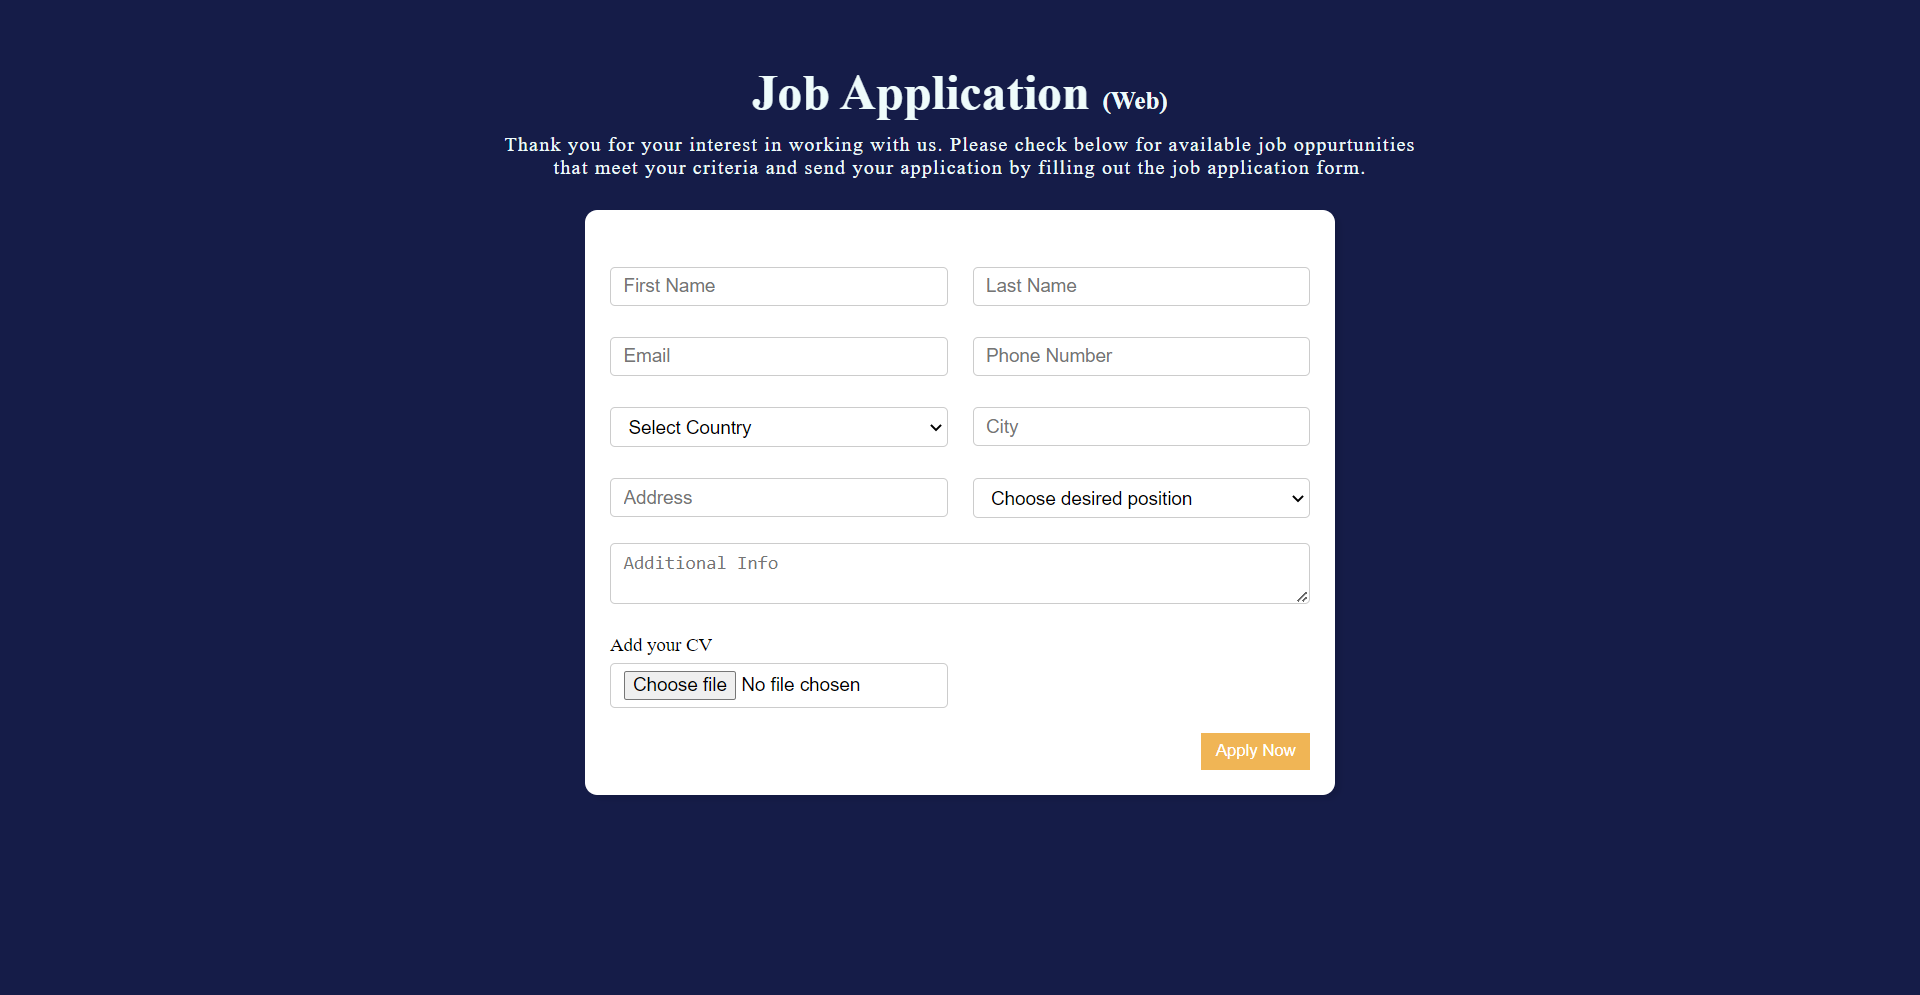 Job Application (Web)
Thank you for your interest in working with us. Please check below for available job oppurtunities
that meet your criteria and send your application by filling out the job application form.
First Name
Last Name
Email
Phone Number
Select Country
City
Address
Choose desired position
Additional Info
Add your CV
Choose file No file chosen
Apply Now